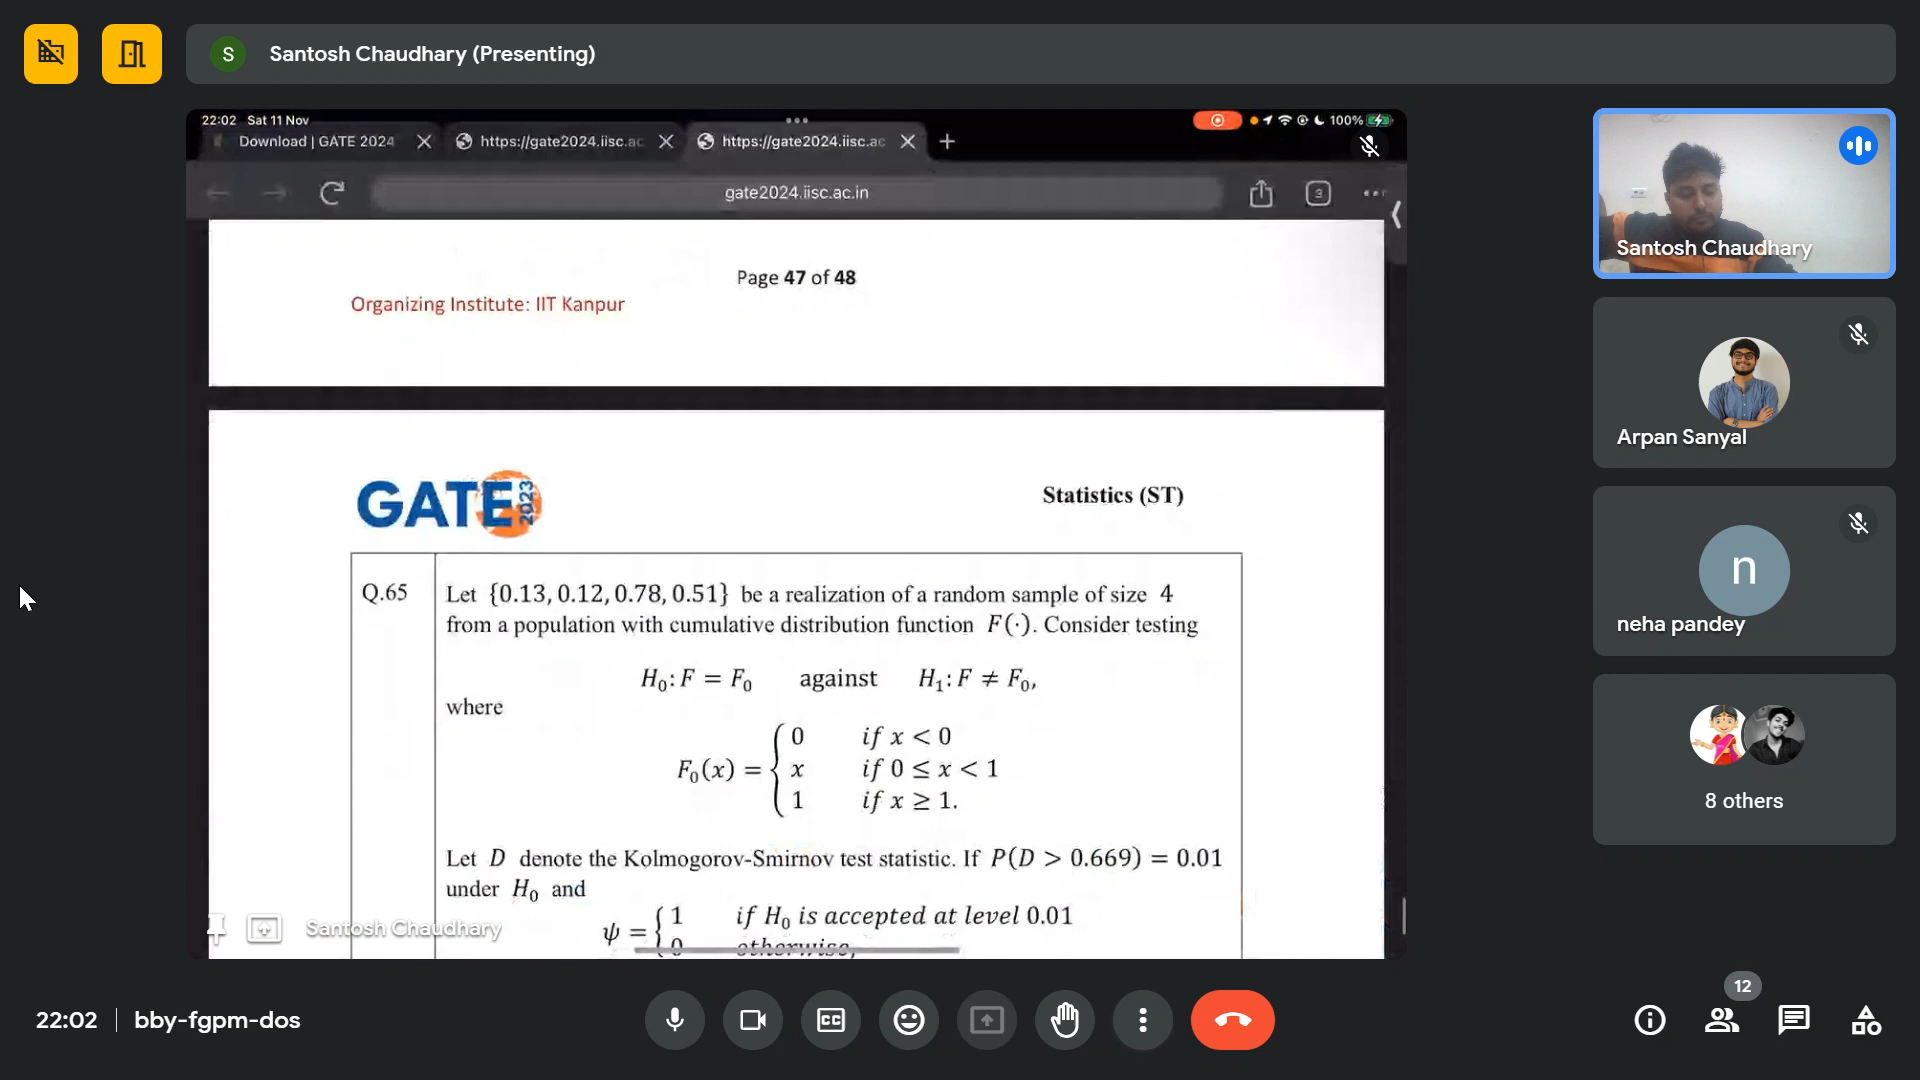 S Santosh Chaudhary (Presenting)
22:02 Sat 11 Nov
100%
Download | GATE 2024
https://gate2024.iisc.ac
https://gate2024.iisc.ac
gate2024.iisc.ac.in
3
Page 47 of 48
Organizing Institute: IIT Kanpur
GATE 2023
Statistics (ST)
Q.65
Let {0.13, 0.12, 0.78, 0.51} be a realization of a random sample of size 4
from a population with cumulative distribution function F(·). Consider testing
H₀: F = F₀ against H₁: F ≠ F₀,
where
F₀(x) = { 0 if x < 0
x if 0 ≤ x < 1
1 if x ≥ 1.
Let D denote the Kolmogorov-Smirnov test statistic. If P(D > 0.669) = 0.01
under H₀ and
ψ = { 1 if H₀ is accepted at level 0.01
0 otherwise,
Santosh Chaudhary
Santosh Chaudhary
Arpan Sanyal
n
neha pandey
8 others
22:02 | bby-fgpm-dos
CC
12